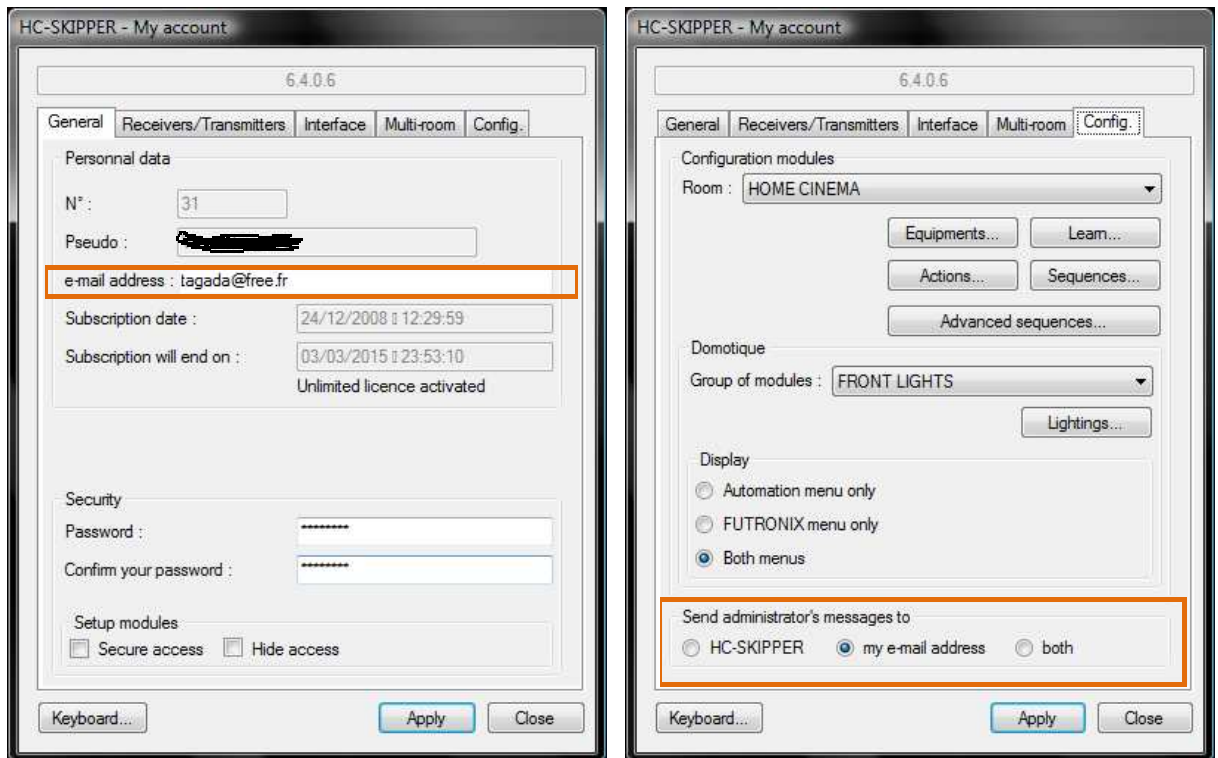 HC-SKIPPER - My account
6.4.0.6
General Receivers/Transmitters Interface Multi-room Config.
Personnal data
N° : 31
Pseudo :
e-mail address : tagada@free.fr
Subscription date : 24/12/2008 ▯ 12:29:59
Subscription will end on : 03/03/2015 ▯ 23:53:10
Unlimited licence activated
Security
Password : ********
Confirm your password : ********
Setup modules
Secure access Hide access
Keyboard... Apply Close
HC-SKIPPER - My account
6.4.0.6
General Receivers/Transmitters Interface Multi-room Config.
Configuration modules
Room : HOME CINEMA
Equipments... Learn...
Actions... Sequences...
Advanced sequences...
Domotique
Group of modules : FRONT LIGHTS
Lightings...
Display
Automation menu only
FUTRONIX menu only
Both menus
Send administrator's messages to
HC-SKIPPER my e-mail address both
Keyboard... Apply Close